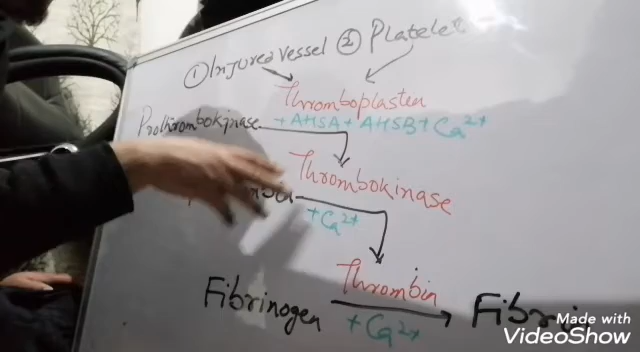 ① Injured Vessel ② Platelet
Thromboplasten
+ AHSA + AHSB + Ca²⁺
Prothrombokinase
Thrombokinase
+ Ca²⁺
Thrombin
Fibrinogen
+ Ca²⁺
Made with
VideoShow